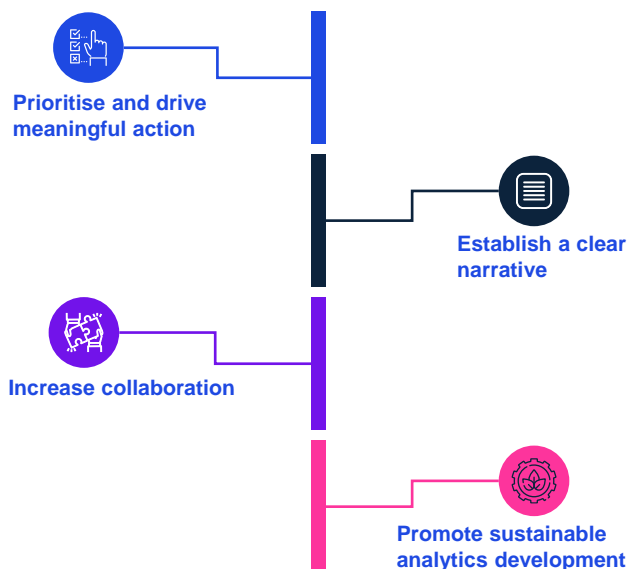 Prioritise and drive
meaningful action
Establish a clear
narrative
Increase collaboration
Promote sustainable
analytics development